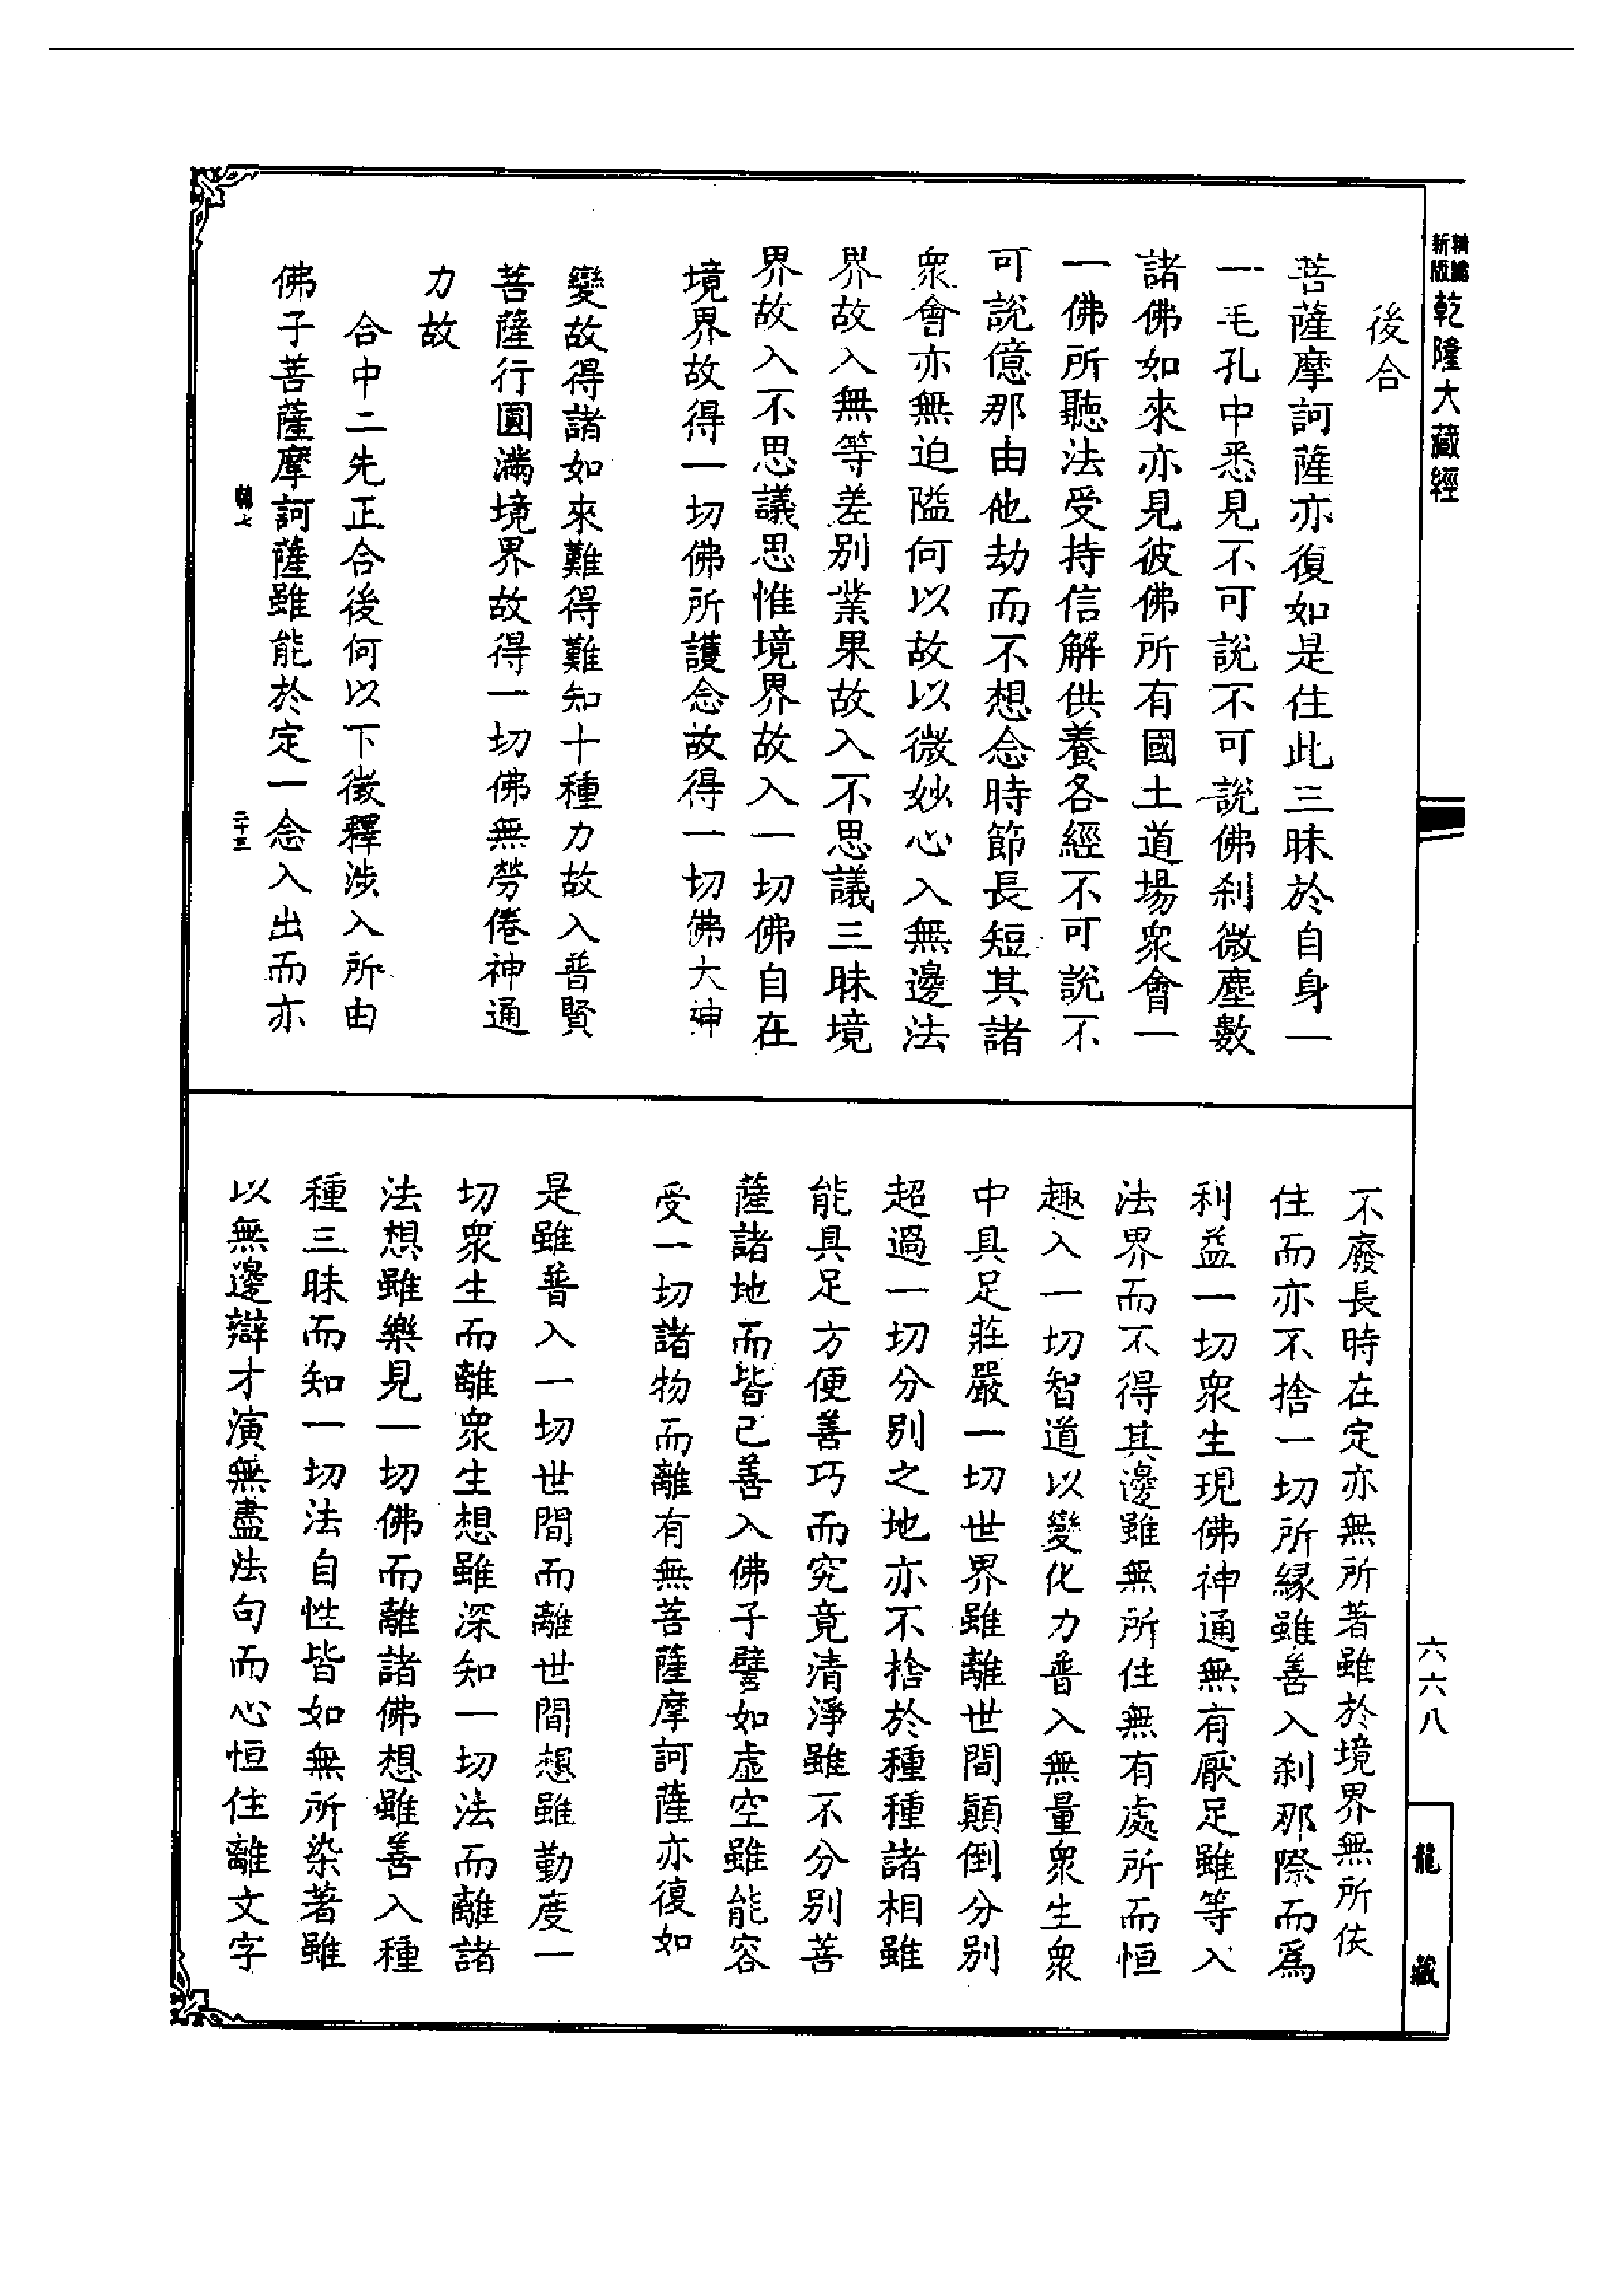 新版
乾隆大藏經
後合
菩薩摩訶薩亦復如是住此三昧於自身一
一毛孔中悉見不可說不可說佛刹微塵數
諸佛如來亦見彼佛所有國土道場衆會一
一佛所聽法受持信解供養各經不可說不
可說億那由他劫而不想念時節長短其諸
衆會亦無迫隘何以故以微妙心入無邊法
界故入無等差別業果故入不思議三昧境
界故入不思議思惟境界故入一切佛自在
境界故得一切佛所護念故得一切佛大神
變故得諸如來難得難知十種力故入普賢
菩薩行圓滿境界故得一切佛無勞倦神通
力故
合中二先正合後何以下徵釋涉入所由
佛子菩薩摩訶薩雖能於定一念入出而亦
二十三
不廢長時在定亦無所著雖於境界無所依
住而亦不捨一切所緣雖善入刹那際而爲
利益一切衆生現佛神通無有厭足雖等入
法界而不得其邊雖無所住無有處所而恒
趣入一切智道以變化力普入無量衆生衆
中具足莊嚴一切世界雖離世間顛倒分別
超過一切分別之地亦不捨於種種諸相雖
能具足方便善巧而究竟清淨雖不分別菩
薩諸地而皆已善入佛子譬如虛空雖能容
受一切諸物而離有無菩薩摩訶薩亦復如
是雖普入一切世間而離世間想雖勤度一
切衆生而離衆生想雖深知一切法而離諸
法想雖樂見一切佛而離諸佛想雖善入種
種三昧而知一切法自性皆如無所染著雖
以無邊辯才演無盡法句而心恒住離文字
六六八
龍藏